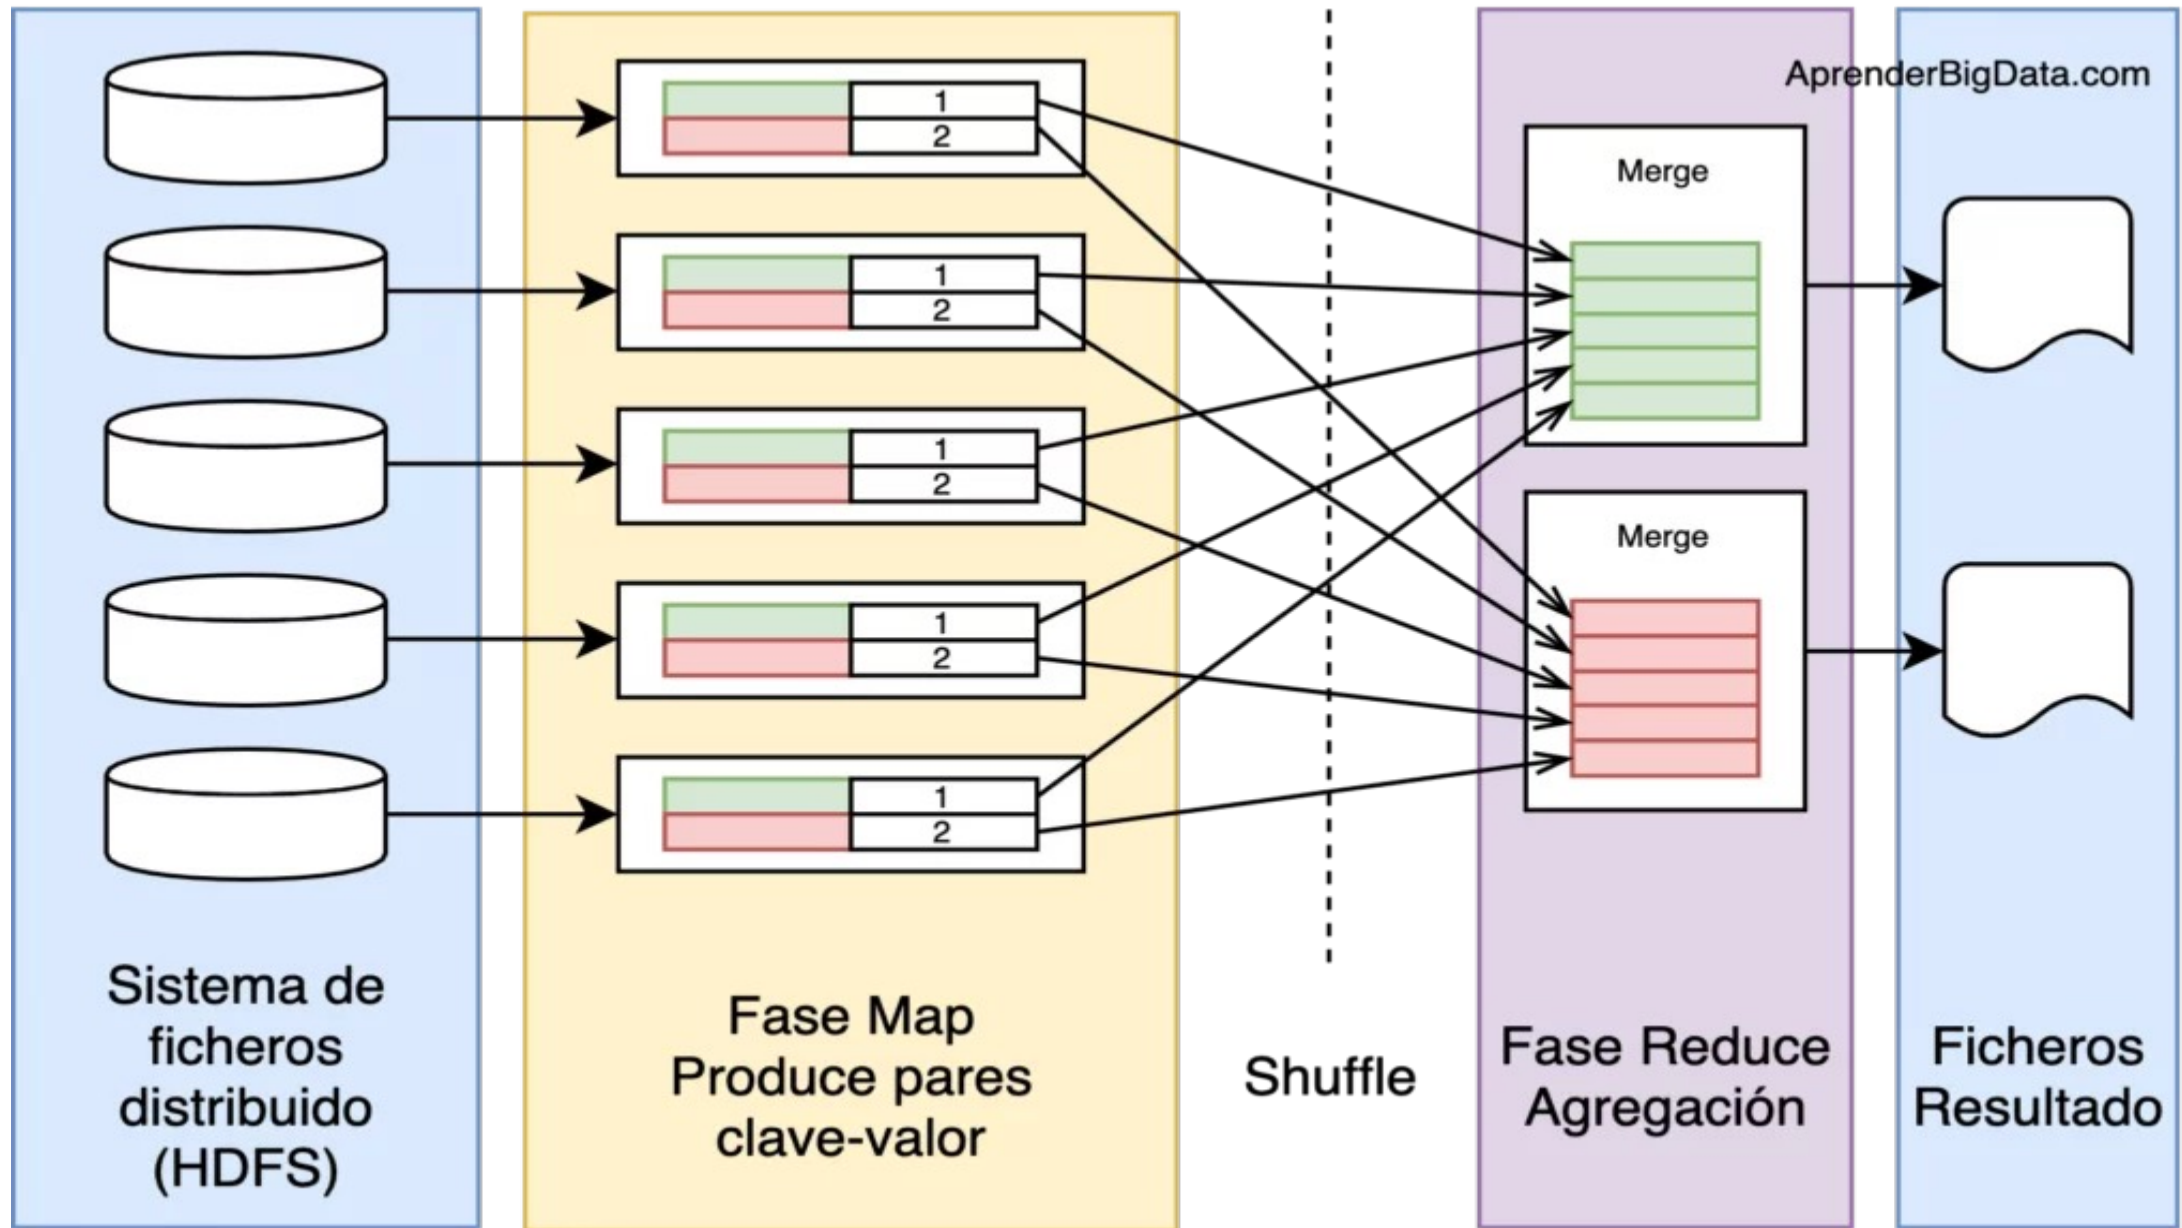 AprenderBigData.com
1
2
1
2
1
2
1
2
1
2
Merge
Merge
Sistema de
ficheros
distribuido
(HDFS)
Fase Map
Produce pares
clave-valor
Shuffle
Fase Reduce
Agregación
Ficheros
Resultado